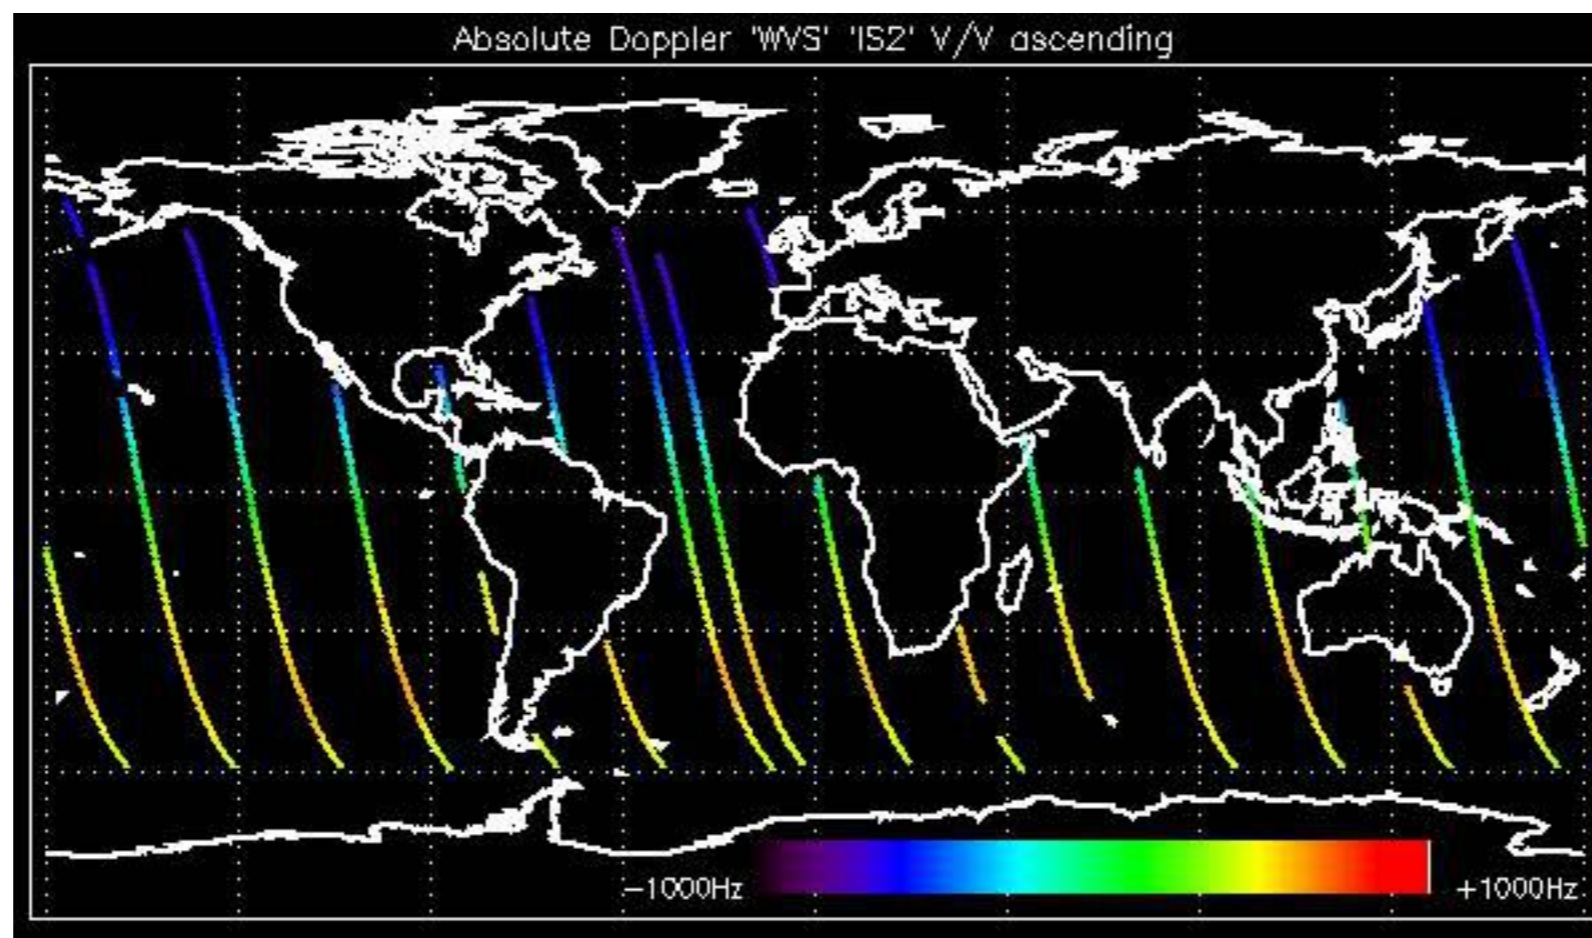 Absolute Doppler 'WVS' 'IS2' V/V ascending
−1000Hz +1000Hz